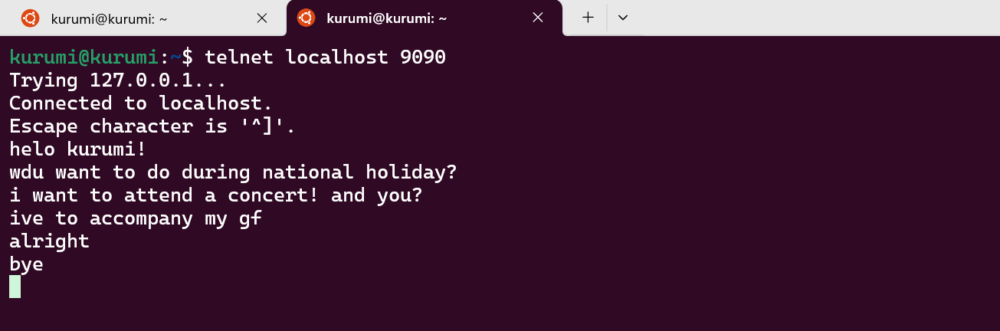 kurumi@kurumi: ~
kurumi@kurumi: ~
kurumi@kurumi:~$ telnet localhost 9090
Trying 127.0.0.1...
Connected to localhost.
Escape character is '^]'.
helo kurumi!
wdu want to do during national holiday?
i want to attend a concert! and you?
ive to accompany my gf
alright
bye